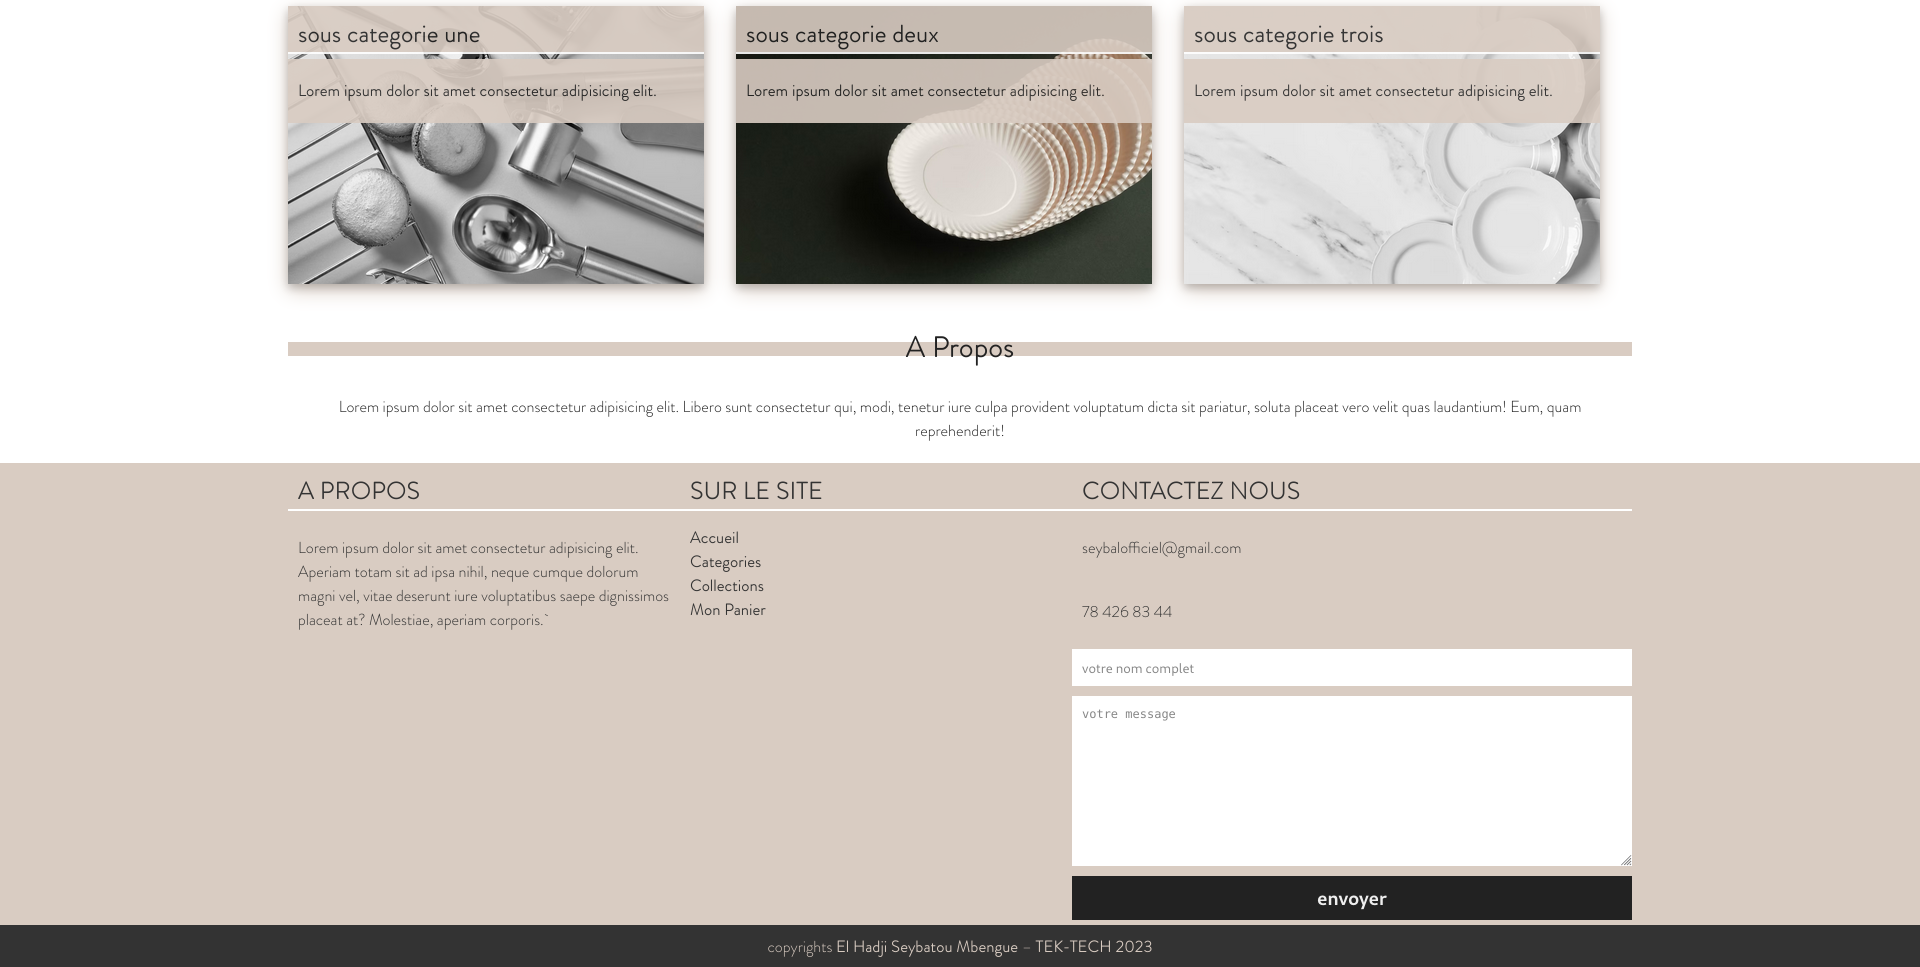 sous categorie une
Lorem ipsum dolor sit amet consectetur adipisicing elit.
sous categorie deux
Lorem ipsum dolor sit amet consectetur adipisicing elit.
sous categorie trois
Lorem ipsum dolor sit amet consectetur adipisicing elit.
A Propos
Lorem ipsum dolor sit amet consectetur adipisicing elit. Libero sunt consectetur qui, modi, tenetur iure culpa provident voluptatum dicta sit pariatur, soluta placeat vero velit quas laudantium! Eum, quam
reprehenderit!
A PROPOS
Lorem ipsum dolor sit amet consectetur adipisicing elit.
Aperiam totam sit ad ipsa nihil, neque cumque dolorum
magni vel, vitae deserunt iure voluptatibus saepe dignissimos
placeat at? Molestiae, aperiam corporis.`
SUR LE SITE
Accueil
Categories
Collections
Mon Panier
CONTACTEZ NOUS
seybalofficiel@gmail.com
78 426 83 44
votre nom complet
votre message
envoyer
copyrights El Hadji Seybatou Mbengue – TEK-TECH 2023